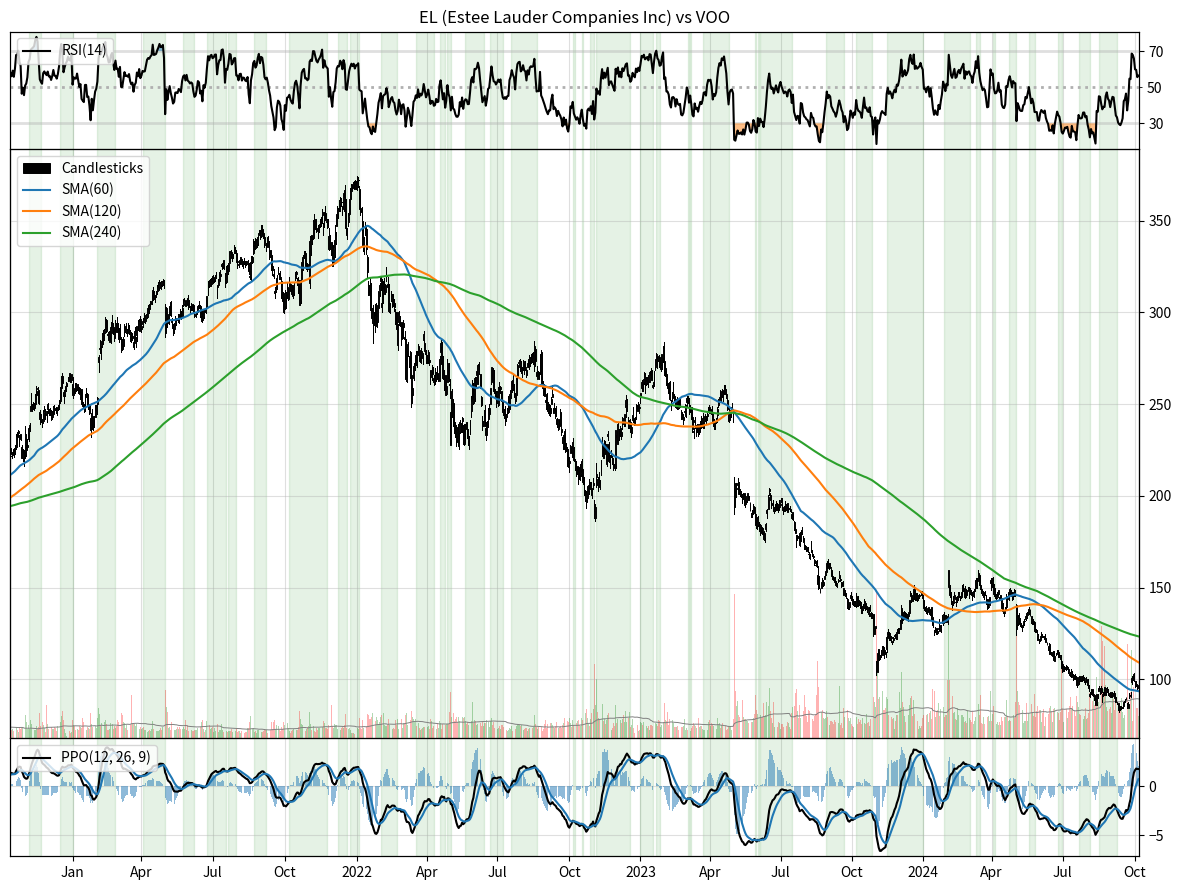 EL (Estee Lauder Companies Inc) vs VOO
RSI(14)
70
50
30
Candlesticks
SMA(60)
SMA(120)
SMA(240)
350
300
250
200
150
100
PPO(12, 26, 9)
0
−5
Jan Apr Jul Oct 2022 Apr Jul Oct 2023 Apr Jul Oct 2024 Apr Jul Oct